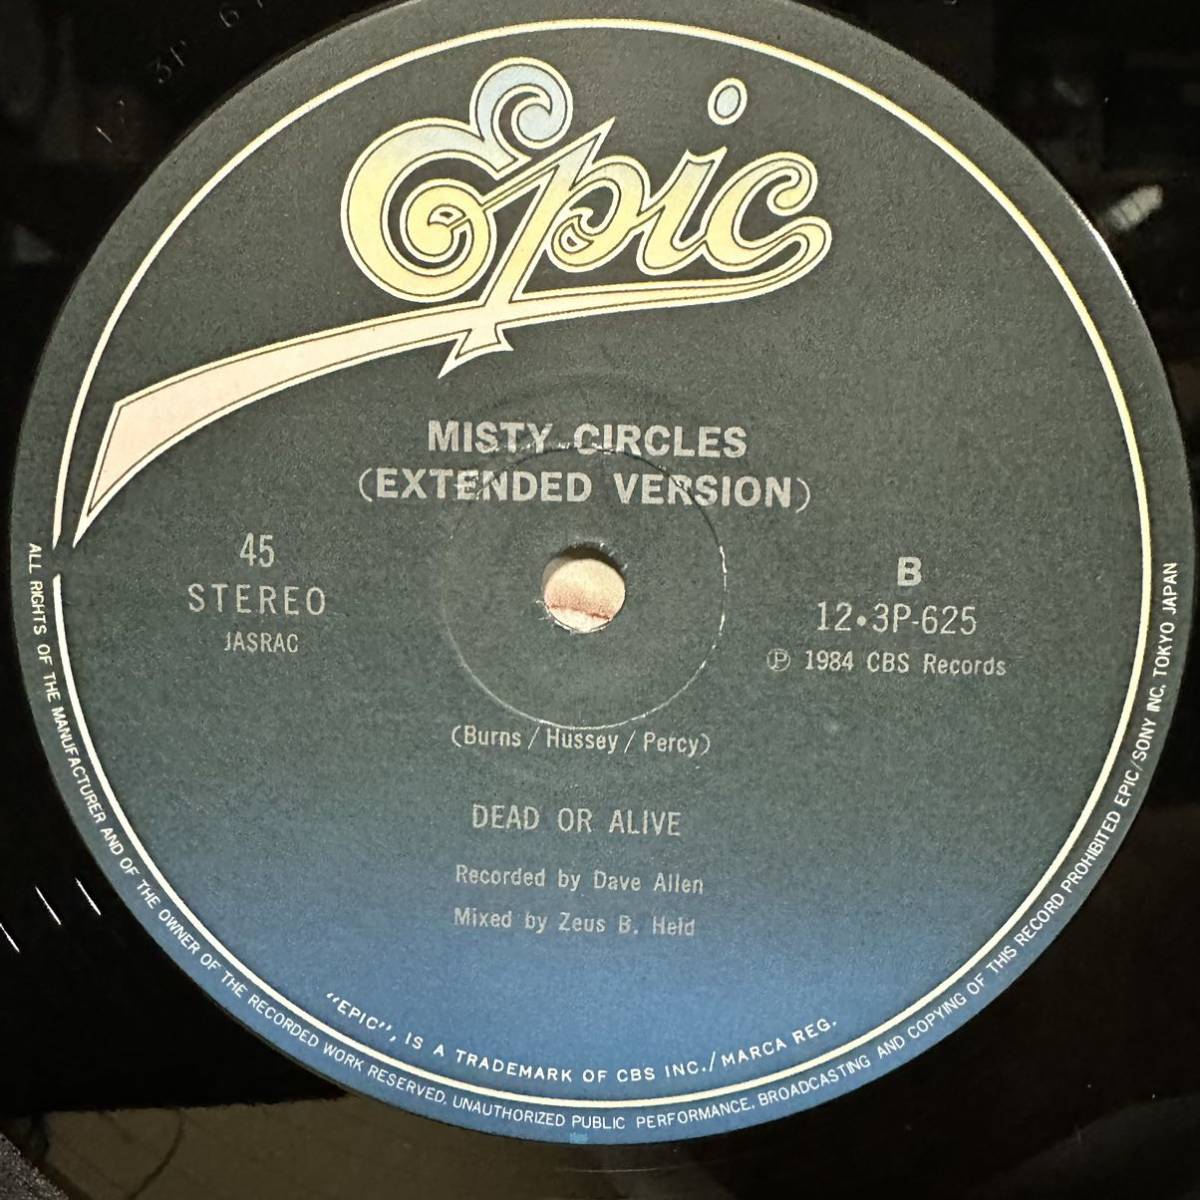 Epic
MISTY CIRCLES
(EXTENDED VERSION)
45
STEREO
JASRAC
B
12•3P-625
Ⓟ 1984 CBS Records
(Burns / Hussey / Percy)
DEAD OR ALIVE
Recorded by Dave Allen
Mixed by Zeus B. Held
"EPIC", IS A TRADEMARK OF CBS INC./MARCA REG.
ALL RIGHTS OF THE MANUFACTURER AND OF THE OWNER OF THE RECORDED WORK RESERVED. UNAUTHORIZED PUBLIC PERFORMANCE, BROADCASTING AND COPYING OF THIS RECORD PROHIBITED EPIC/SONY INC. TOKYO JAPAN